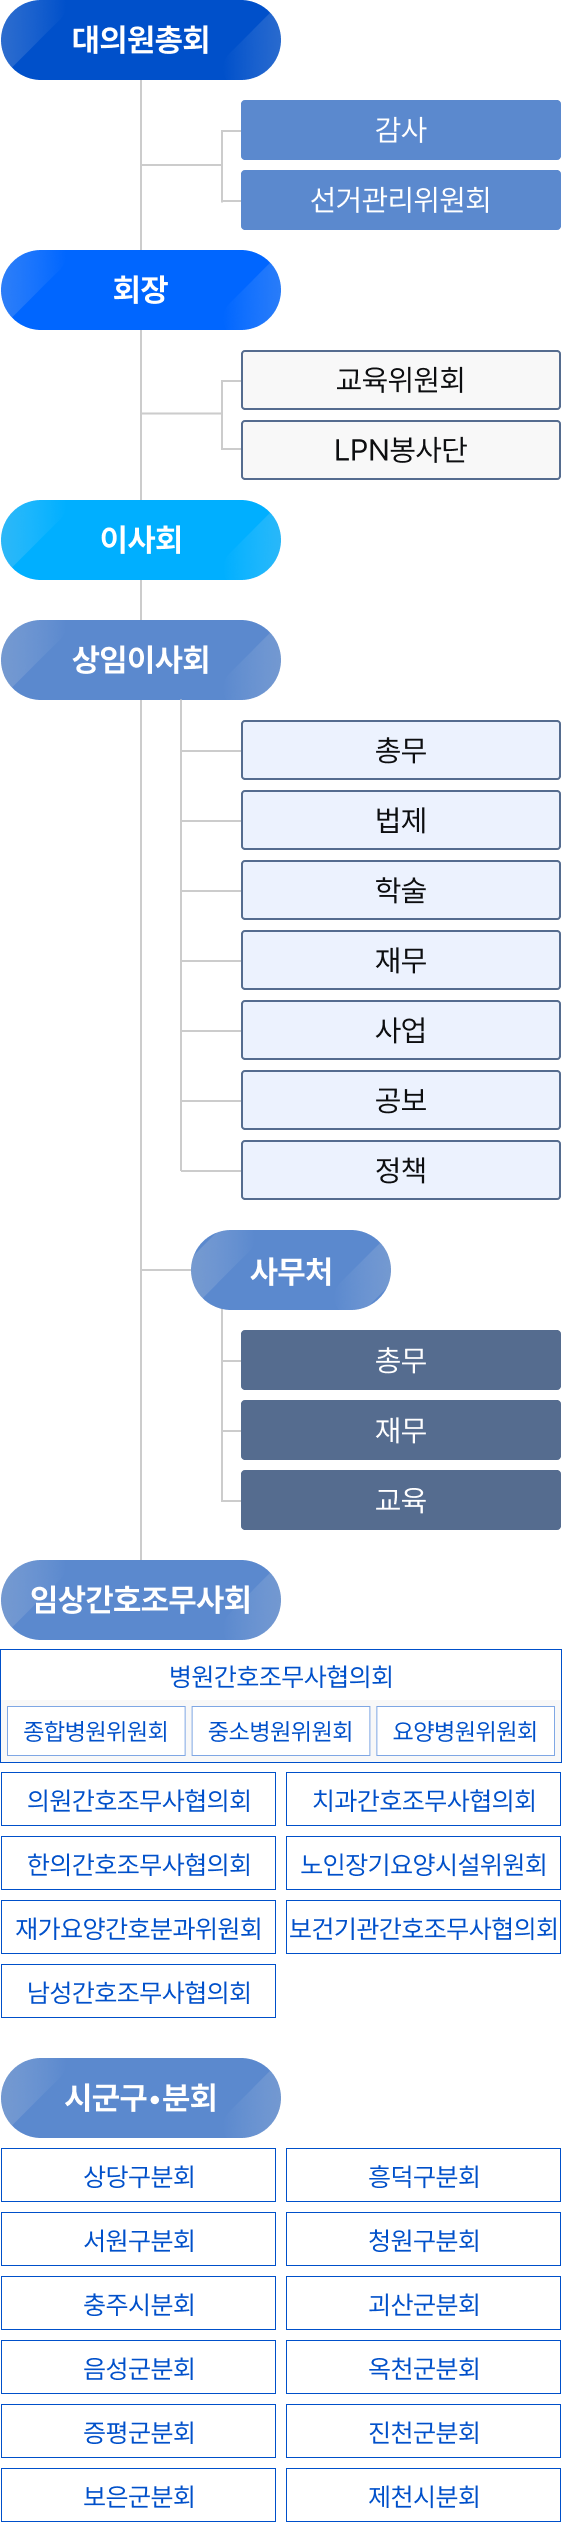 대의원총회
감사
선거관리위원회
회장
교육위원회
LPN봉사단
이사회
상임이사회
총무
법제
학술
재무
사업
공보
정책
사무처
총무
재무
교육
임상간호조무사회
병원간호조무사협의회
종합병원위원회 중소병원위원회 요양병원위원회
의원간호조무사협의회 치과간호조무사협의회
한의간호조무사협의회 노인장기요양시설위원회
재가요양간호분과위원회 보건기관간호조무사협의회
남성간호조무사협의회
시군구•분회
상당구분회 흥덕구분회
서원구분회 청원구분회
충주시분회 괴산군분회
음성군분회 옥천군분회
증평군분회 진천군분회
보은군분회 제천시분회